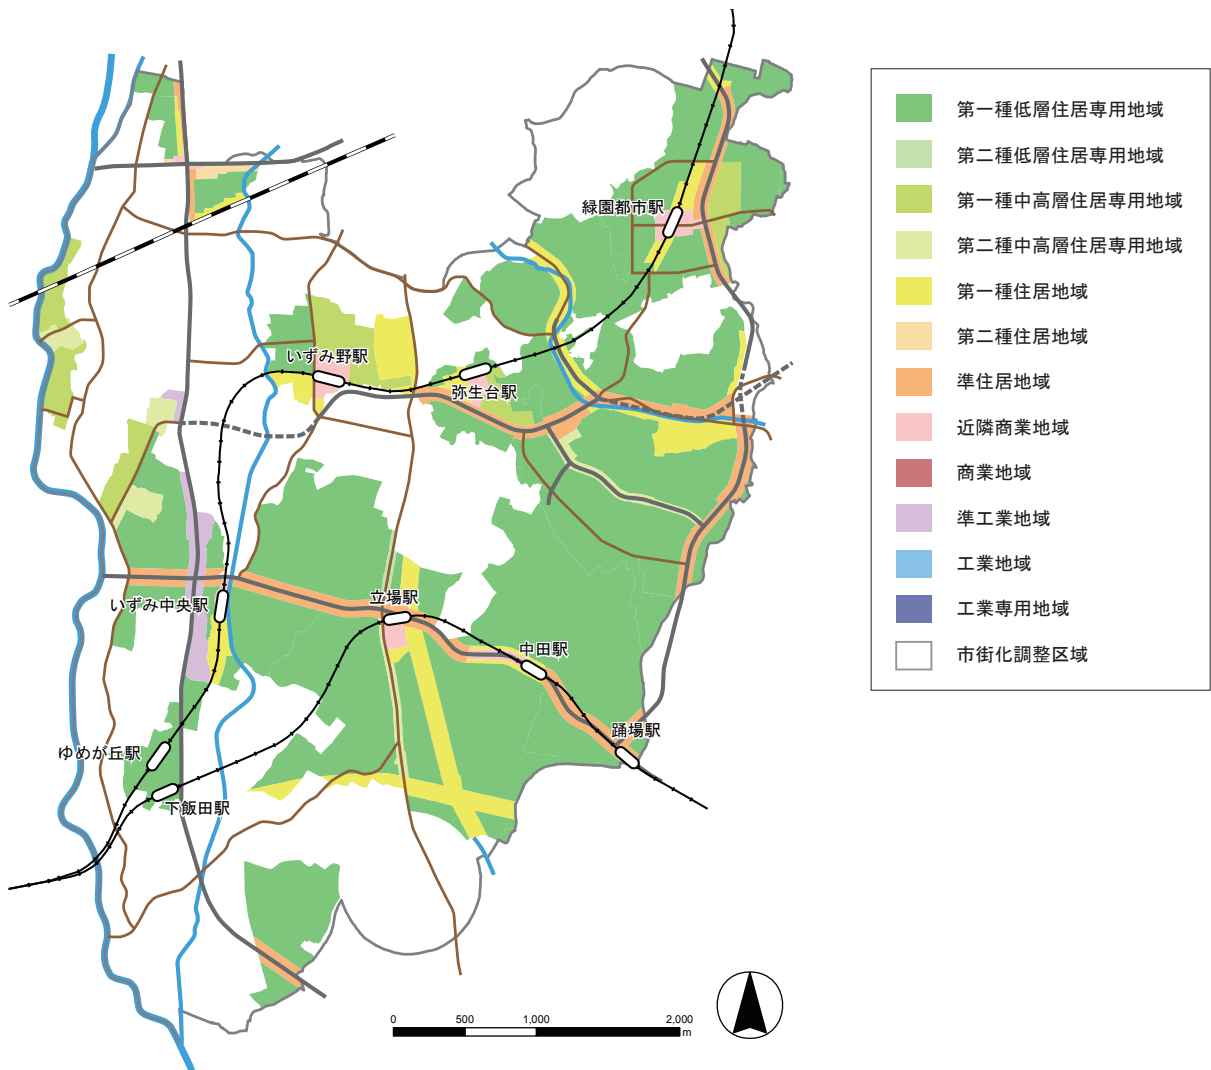 緑園都市駅
いずみ野駅
弥生台駅
いずみ中央駅
立場駅
中田駅
踊場駅
ゆめが丘駅
下飯田駅
第一種低層住居専用地域
第二種低層住居専用地域
第一種中高層住居専用地域
第二種中高層住居専用地域
第一種住居地域
第二種住居地域
準住居地域
近隣商業地域
商業地域
準工業地域
工業地域
工業専用地域
市街化調整区域
0 500 1,000 2,000
m